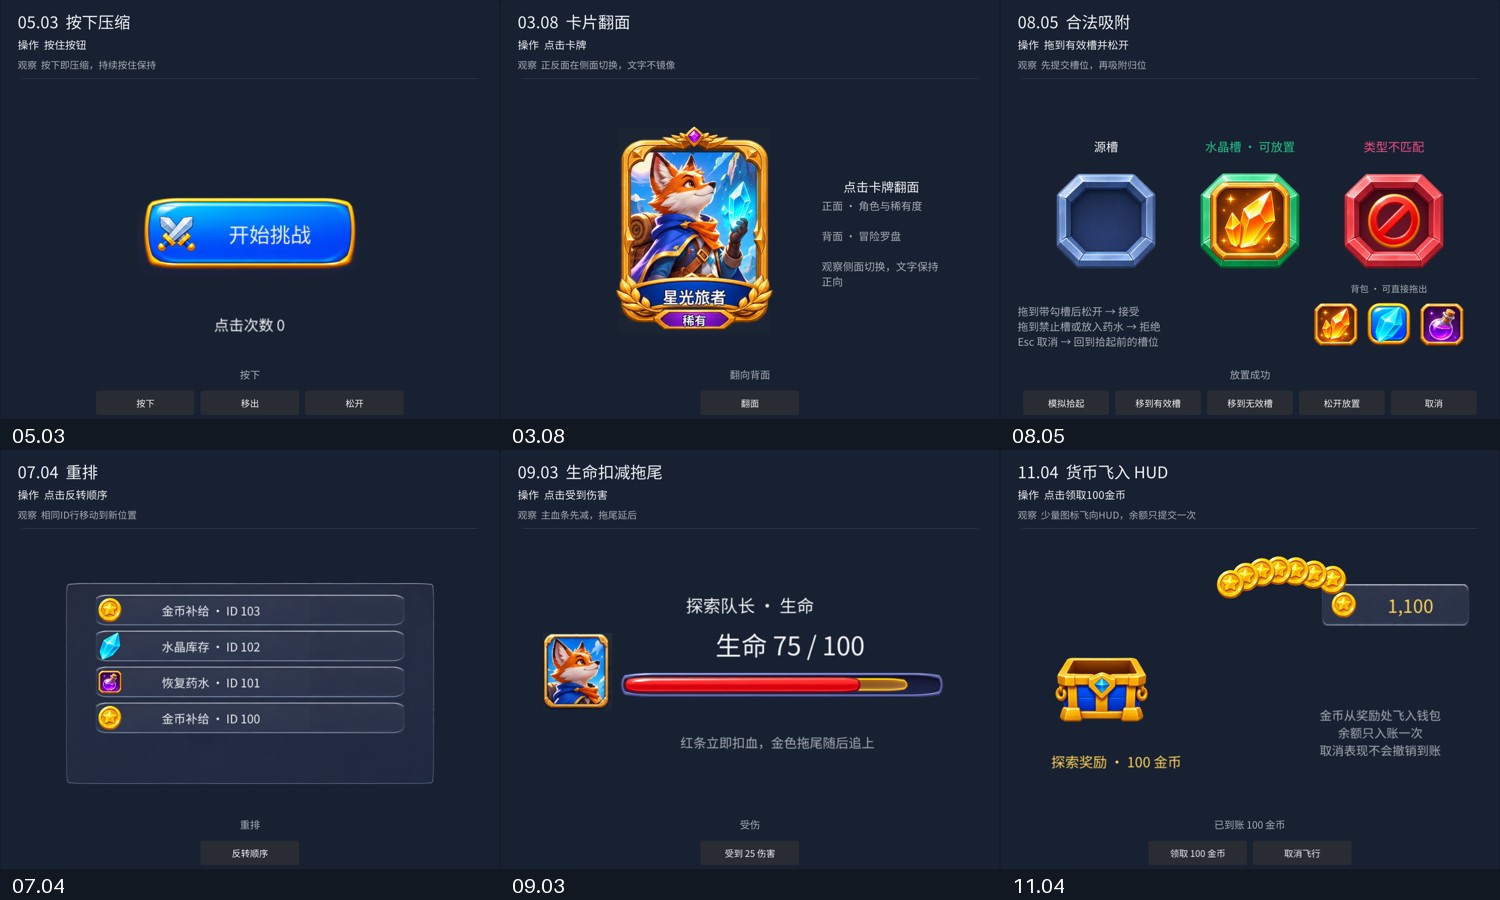 05.03 按下压缩
操作 按住按钮
观察 按下即压缩，持续按住保持
开始挑战
点击次数 0
按下
按下
移出
松开
05.03
03.08 卡片翻面
操作 点击卡牌
观察 正反面在侧面切换，文字不镜像
星光旅者
稀有
点击卡牌翻面
正面 · 角色与稀有度
背面 · 冒险罗盘
观察侧面切换，文字保持
正向
翻向背面
翻面
03.08
08.05 合法吸附
操作 拖到有效槽并松开
观察 先提交槽位，再吸附归位
源槽
水晶槽 · 可放置
类型不匹配
背包 · 可直接拖出
拖到带勾槽后松开 → 接受
拖到禁止槽或放入药水 → 拒绝
Esc 取消 → 回到拾起前的槽位
放置成功
模拟拾起
移到有效槽
移到无效槽
松开放置
取消
08.05
07.04 重排
操作 点击反转顺序
观察 相同ID行移动到新位置
金币补给 · ID 103
水晶库存 · ID 102
恢复药水 · ID 101
金币补给 · ID 100
重排
反转顺序
07.04
09.03 生命扣减拖尾
操作 点击受到伤害
观察 主血条先减，拖尾延后
探索队长 · 生命
生命 75 / 100
红条立即扣血，金色拖尾随后追上
受伤
受到 25 伤害
09.03
11.04 货币飞入 HUD
操作 点击领取100金币
观察 少量图标飞向HUD，余额只提交一次
1,100
金币从奖励处飞入钱包
余额只入账一次
取消表现不会撤销到账
探索奖励 · 100 金币
已到账 100 金币
领取 100 金币
取消飞行
11.04